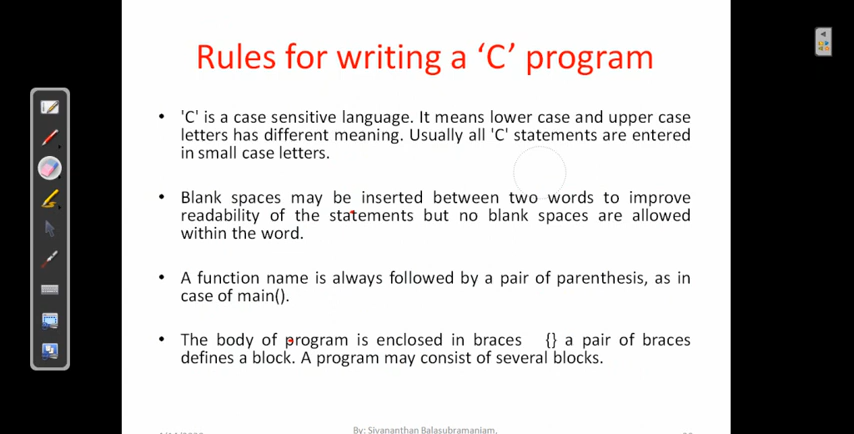 Rules for writing a ‘C’ program
• 'C' is a case sensitive language. It means lower case and upper case
letters has different meaning. Usually all 'C' statements are entered
in small case letters.
• Blank spaces may be inserted between two words to improve
readability of the statements but no blank spaces are allowed
within the word.
• A function name is always followed by a pair of parenthesis, as in
case of main().
• The body of program is enclosed in braces {} a pair of braces
defines a block. A program may consist of several blocks.
By: Sivananthan Balasubramaniam,